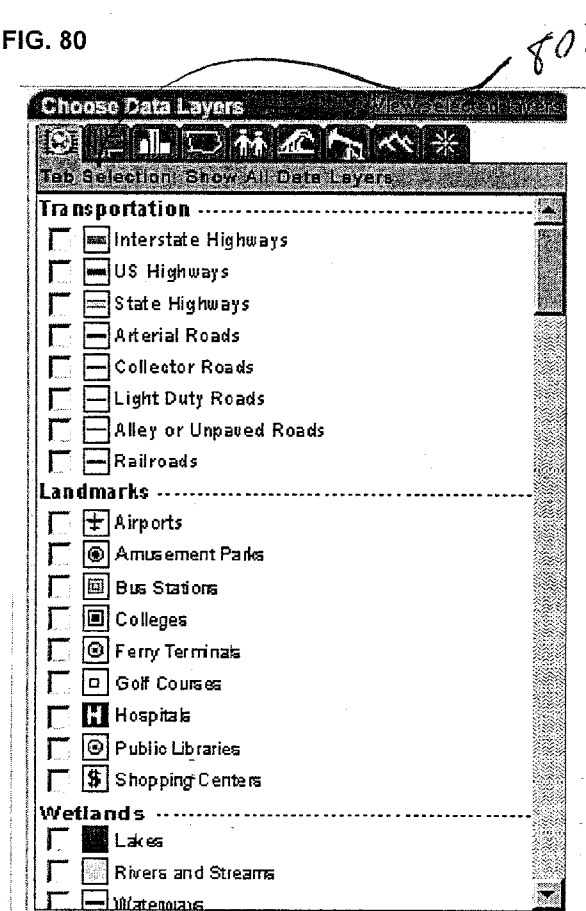 FIG. 80
80
Choose Data Layers View selected layers
Tab Selection: Show All Data Layers
Transportation
Interstate Highways
US Highways
State Highways
Arterial Roads
Collector Roads
Light Duty Roads
Alley or Unpaved Roads
Railroads
Landmarks
Airports
Amusement Parks
Bus Stations
Colleges
Ferry Terminals
Golf Courses
H Hospitals
Public Libraries
$ Shopping Centers
Wetlands
Lakes
Rivers and Streams
Waterways